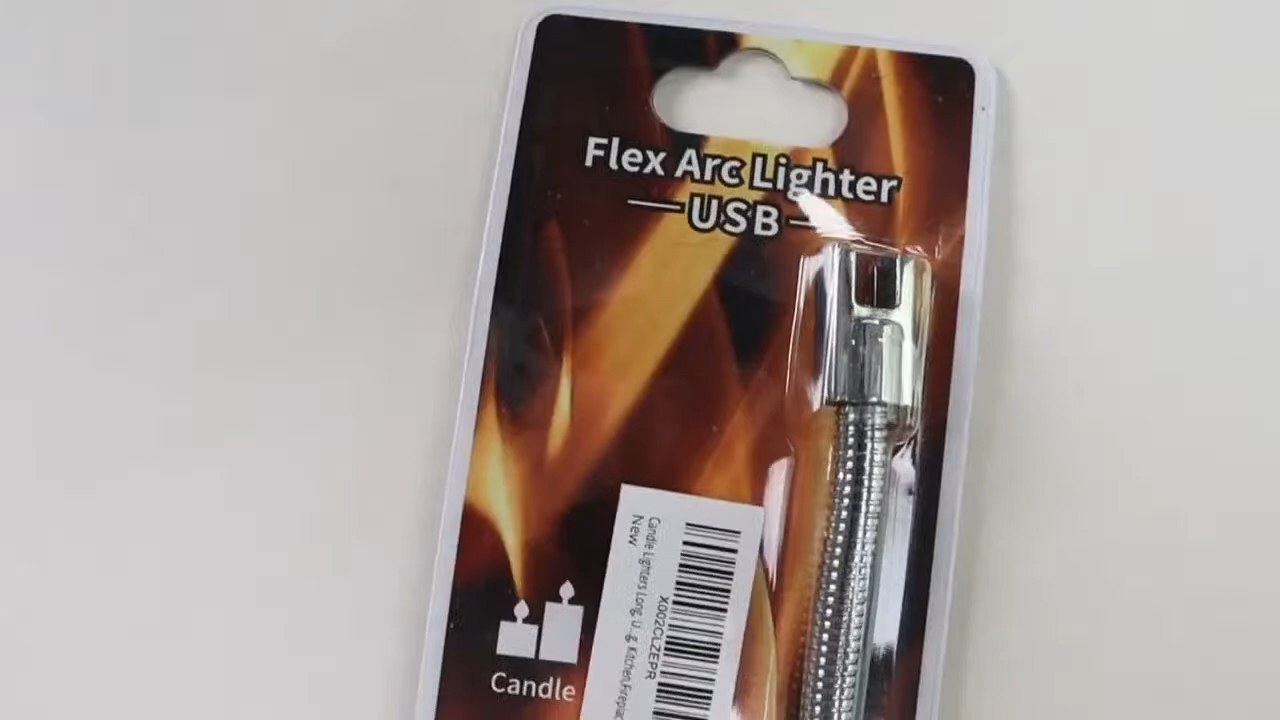 Flex Arc Lighter
USB
Candle Lighters Long, U...g Kitchen,Fireplac
New
X002CLZEPR
Candle